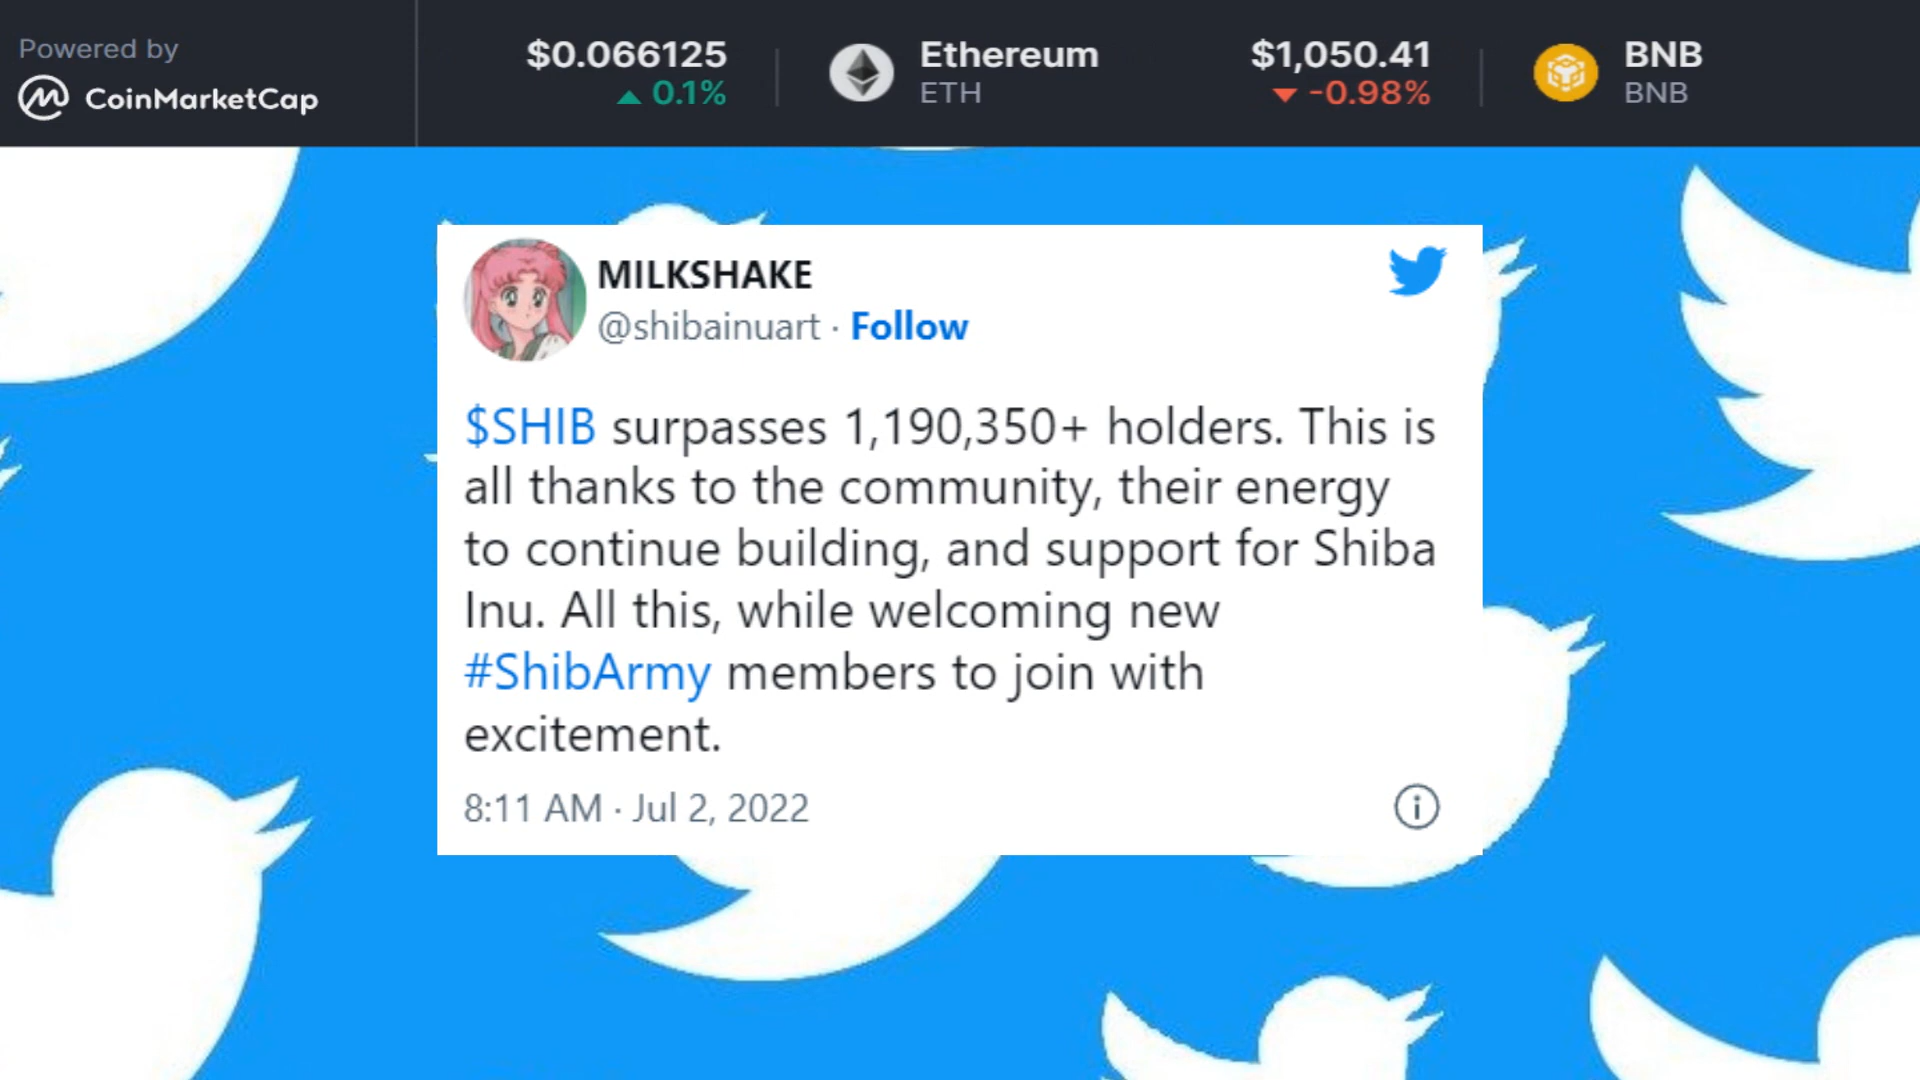 Powered by
CoinMarketCap
$0.066125
▲ 0.1%
Ethereum
ETH
$1,050.41
▼ -0.98%
BNB
BNB
MILKSHAKE
@shibainuart · Follow
$SHIB surpasses 1,190,350+ holders. This is
all thanks to the community, their energy
to continue building, and support for Shiba
Inu. All this, while welcoming new
#ShibArmy members to join with
excitement.
8:11 AM · Jul 2, 2022